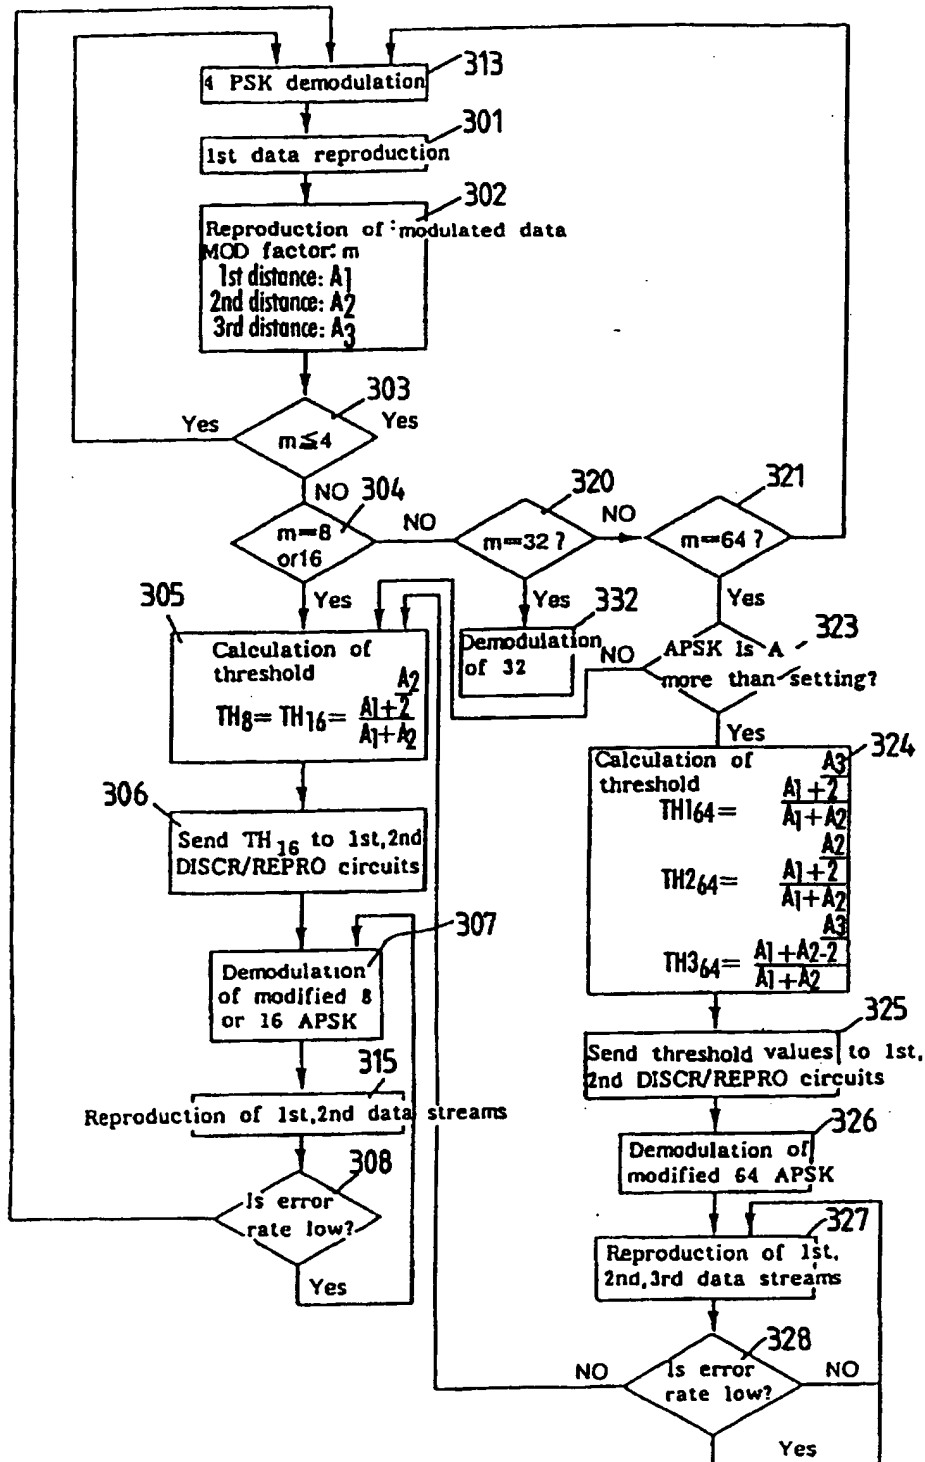 313
4 PSK demodulation
301
1st data reproduction
302
Reproduction of modulated data
MOD factor: m
1st distance: A1
2nd distance: A2
3rd distance: A3
303
Yes
Yes
m≦4
NO
304
m=8
or16
NO
320
m=32 ?
NO
321
m=64 ?
Yes
Yes
332
Demodulation
of 32
Yes
323
APSK Is A
more than setting?
NO
Yes
305
Calculation of
threshold
A2
TH8= TH16= A1+2
A1+A2
306
Send TH16 to 1st,2nd
DISCR/REPRO circuits
307
Demodulation
of modified 8
or 16 APSK
315
Reproduction of 1st,2nd data streams
308
Is error
rate low?
Yes
324
Calculation of
threshold
A3
TH164= A1+2
A1+A2
A2
TH264= A1+2
A1+A2
A3
TH364= A1+A2-2
A1+A2
325
Send threshold values to 1st,
2nd DISCR/REPRO circuits
326
Demodulation of
modified 64 APSK
327
Reproduction of 1st,
2nd,3rd data streams
328
Is error
rate low?
NO
NO
Yes